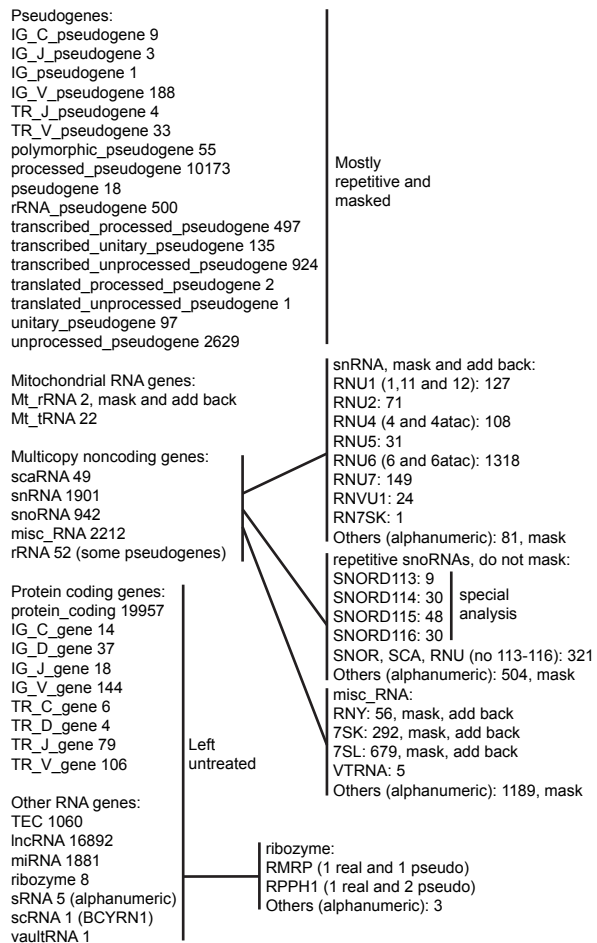 Pseudogenes:
IG_C_pseudogene 9
IG_J_pseudogene 3
IG_pseudogene 1
IG_V_pseudogene 188
TR_J_pseudogene 4
TR_V_pseudogene 33
polymorphic_pseudogene 55
processed_pseudogene 10173
pseudogene 18
rRNA_pseudogene 500
transcribed_processed_pseudogene 497
transcribed_unitary_pseudogene 135
transcribed_unprocessed_pseudogene 924
translated_processed_pseudogene 2
translated_unprocessed_pseudogene 1
unitary_pseudogene 97
unprocessed_pseudogene 2629
Mostly
repetitive and
masked
Mitochondrial RNA genes:
Mt_rRNA 2, mask and add back
Mt_tRNA 22
Multicopy noncoding genes:
scaRNA 49
snRNA 1901
snoRNA 942
misc_RNA 2212
rRNA 52 (some pseudogenes)
snRNA, mask and add back:
RNU1 (1,11 and 12): 127
RNU2: 71
RNU4 (4 and 4atac): 108
RNU5: 31
RNU6 (6 and 6atac): 1318
RNU7: 149
RNVU1: 24
RN7SK: 1
Others (alphanumeric): 81, mask
repetitive snoRNAs, do not mask:
SNORD113: 9
SNORD114: 30
SNORD115: 48
SNORD116: 30
special
analysis
SNOR, SCA, RNU (no 113-116): 321
Others (alphanumeric): 504, mask
misc_RNA:
RNY: 56, mask, add back
7SK: 292, mask, add back
7SL: 679, mask, add back
VTRNA: 5
Others (alphanumeric): 1189, mask
Protein coding genes:
protein_coding 19957
IG_C_gene 14
IG_D_gene 37
IG_J_gene 18
IG_V_gene 144
TR_C_gene 6
TR_D_gene 4
TR_J_gene 79
TR_V_gene 106
Left
untreated
Other RNA genes:
TEC 1060
lncRNA 16892
miRNA 1881
ribozyme 8
sRNA 5 (alphanumeric)
scRNA 1 (BCYRN1)
vaultRNA 1
ribozyme:
RMRP (1 real and 1 pseudo)
RPPH1 (1 real and 2 pseudo)
Others (alphanumeric): 3